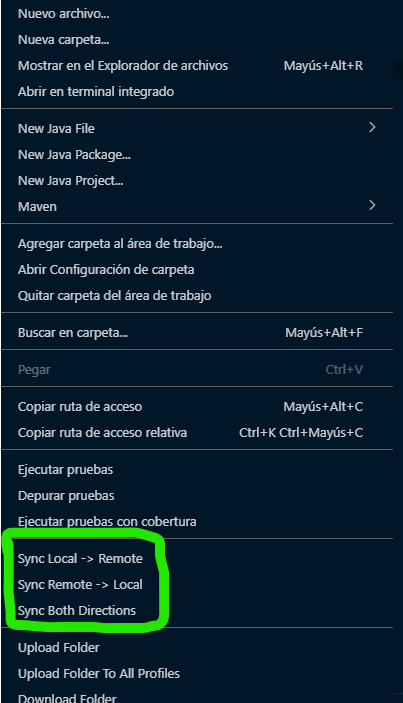 Nuevo archivo...
Nueva carpeta...
Mostrar en el Explorador de archivos Mayús+Alt+R
Abrir en terminal integrado
New Java File
New Java Package...
New Java Project...
Maven
Agregar carpeta al área de trabajo...
Abrir Configuración de carpeta
Quitar carpeta del área de trabajo
Buscar en carpeta... Mayús+Alt+F
Pegar Ctrl+V
Copiar ruta de acceso Mayús+Alt+C
Copiar ruta de acceso relativa Ctrl+K Ctrl+Mayús+C
Ejecutar pruebas
Depurar pruebas
Ejecutar pruebas con cobertura
Sync Local -> Remote
Sync Remote -> Local
Sync Both Directions
Upload Folder
Upload Folder To All Profiles
Download Folder